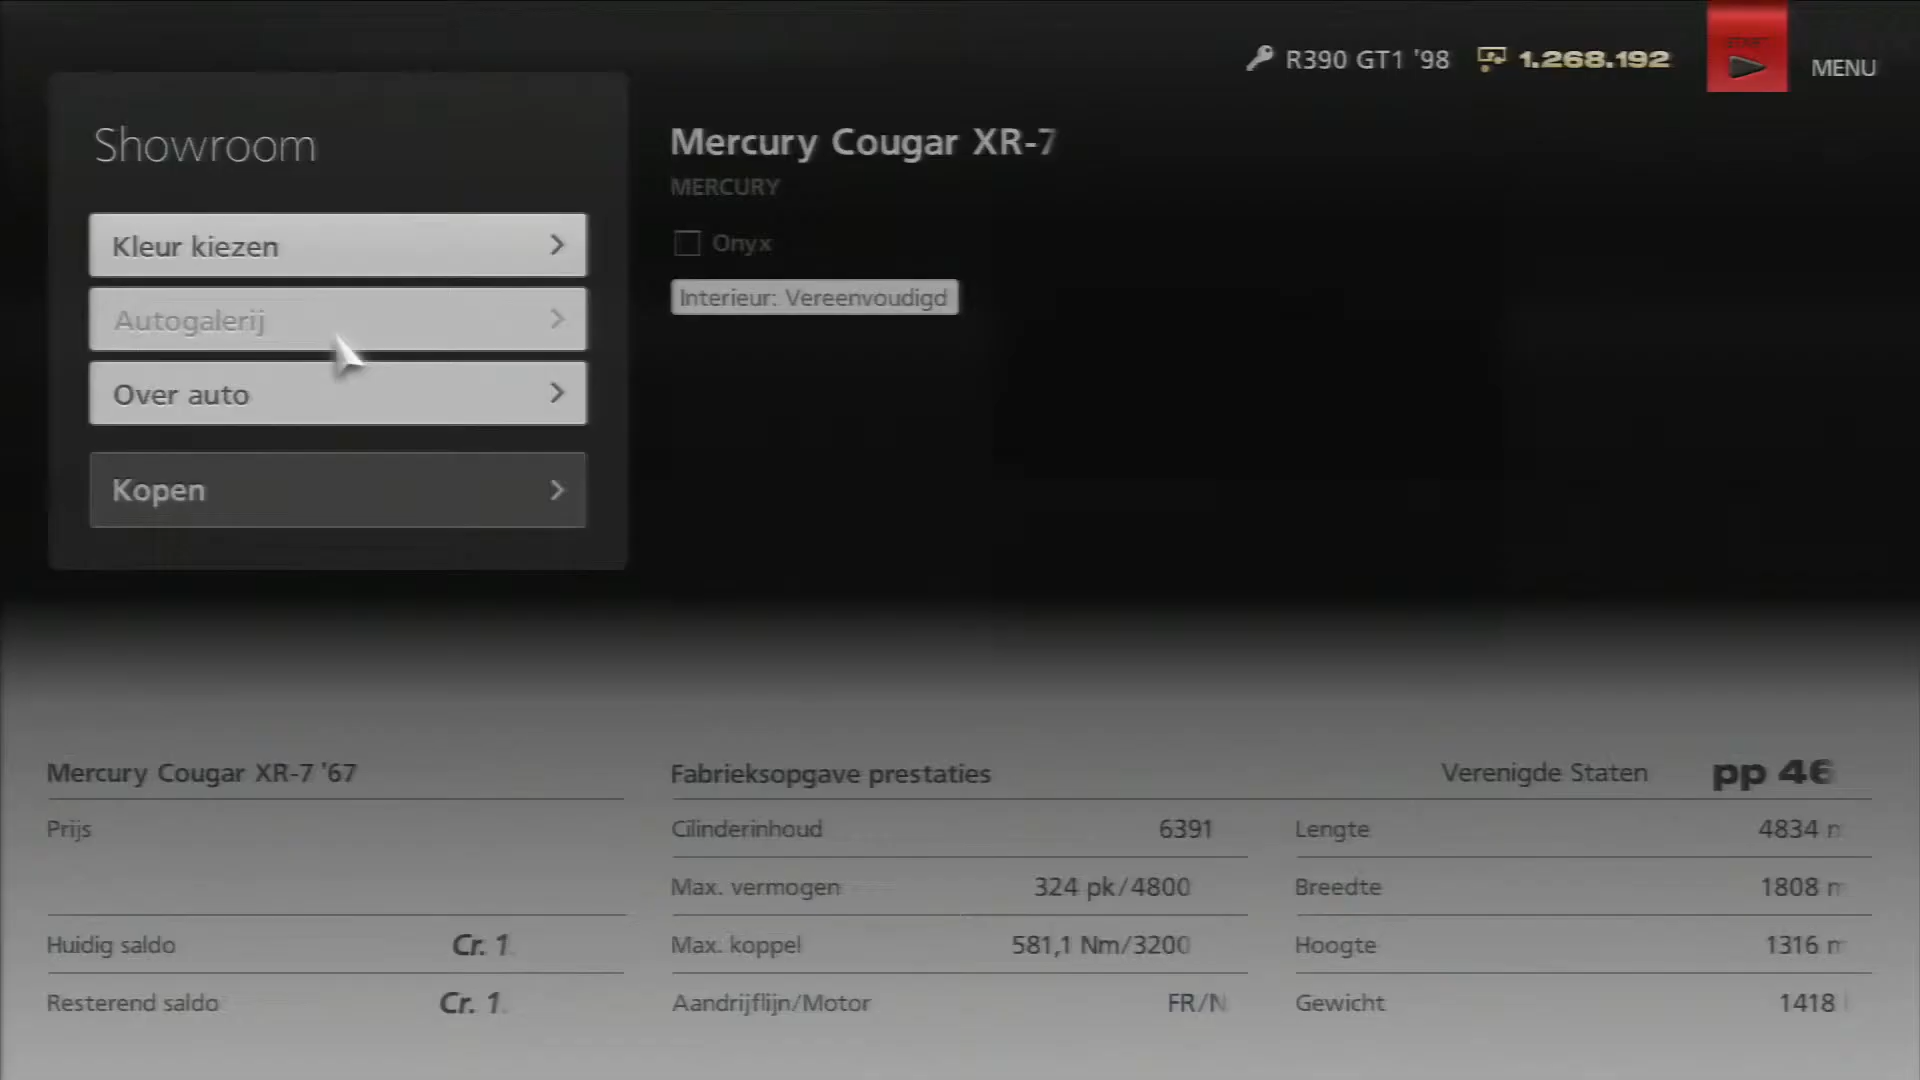 R390 GT1 '98
1.268.192
START
MENU
Showroom
Kleur kiezen
Autogalerij
Over auto
Kopen
Mercury Cougar XR-7
MERCURY
Onyx
Interieur: Vereenvoudigd
Mercury Cougar XR-7 '67
Prijs
Huidig saldo Cr. 1
Resterend saldo Cr. 1
Fabrieksopgave prestaties
Verenigde Staten
pp 46
Cilinderinhoud 6391
Max. vermogen 324 pk/4800
Max. koppel 581,1 Nm/3200
Aandrijflijn/Motor FR/N
Lengte 4834
Breedte 1808
Hoogte 1316
Gewicht 1418